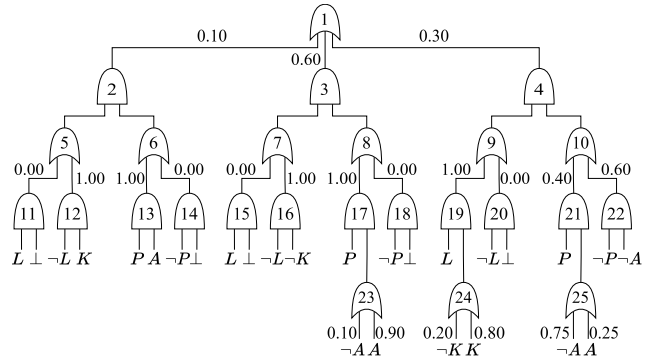 1
0.10 0.30
0.60
2 3 4
5 6 7 8 9 10
0.00 1.00 1.00 0.00 0.00 1.00 1.00 0.00 1.00 0.00 0.40 0.60
11 12 13 14 15 16 17 18 19 20 21 22
L ⊥ ¬L K P A ¬P⊥ L ⊥ ¬L¬K P ¬P⊥ L ¬L⊥ P ¬P¬A
23 24 25
0.10 0.90 0.20 0.80 0.75 0.25
¬A A ¬K K ¬A A